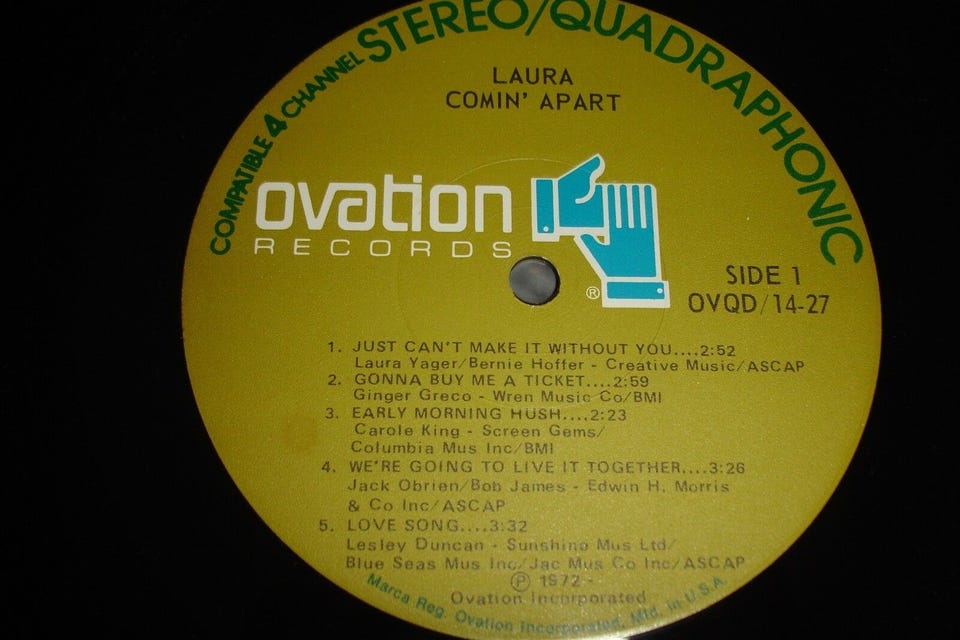 COMPATIBLE 4 CHANNEL STEREO/QUADRAPHONIC
LAURA
COMIN' APART
ovation
RECORDS
®
SIDE 1
OVQD/14-27
1. JUST CAN'T MAKE IT WITHOUT YOU....2:52
Laura Yager/Bernie Hoffer - Creative Music/ASCAP
2. GONNA BUY ME A TICKET....2:59
Ginger Greco - Wren Music Co/BMI
3. EARLY MORNING HUSH....2:23
Carole King - Screen Gems/
Columbia Mus Inc/BMI
4. WE'RE GOING TO LIVE IT TOGETHER....3:26
Jack Obrien/Bob James - Edwin H. Morris
& Co Inc/ASCAP
5. LOVE SONG....3:32
Lesley Duncan - Sunshine Mus Ltd/
Blue Seas Mus Inc/Jac Mus Co Inc/ASCAP
Ⓟ 1972 -
Ovation Incorporated
Marca Reg. Ovation Incorporated, Mfd. in U.S.A.